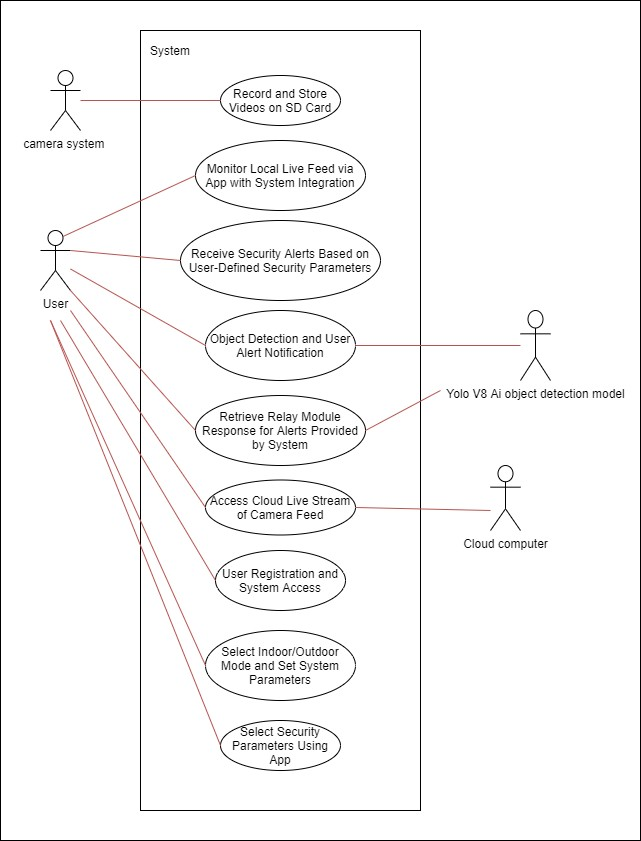 System
Record and Store
Videos on SD Card
camera system
Monitor Local Live Feed via
App with System Integration
Receive Security Alerts Based on
User-Defined Security Parameters
User
Object Detection and User
Alert Notification
Yolo V8 Ai object detection model
Retrieve Relay Module
Response for Alerts Provided
by System
Access Cloud Live Stream
of Camera Feed
Cloud computer
User Registration and
System Access
Select Indoor/Outdoor
Mode and Set System
Parameters
Select Security
Parameters Using
App